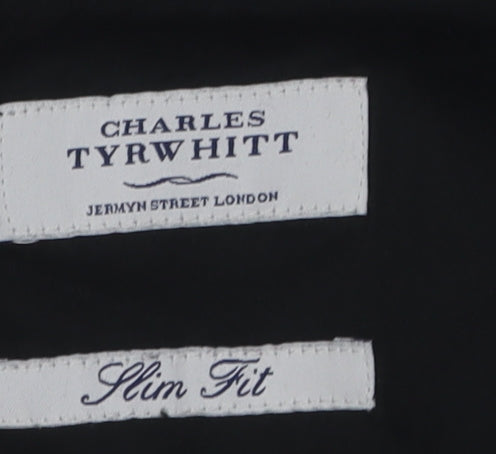 CHARLES
TYRWHITT
JERMYN STREET LONDON
Slim Fit